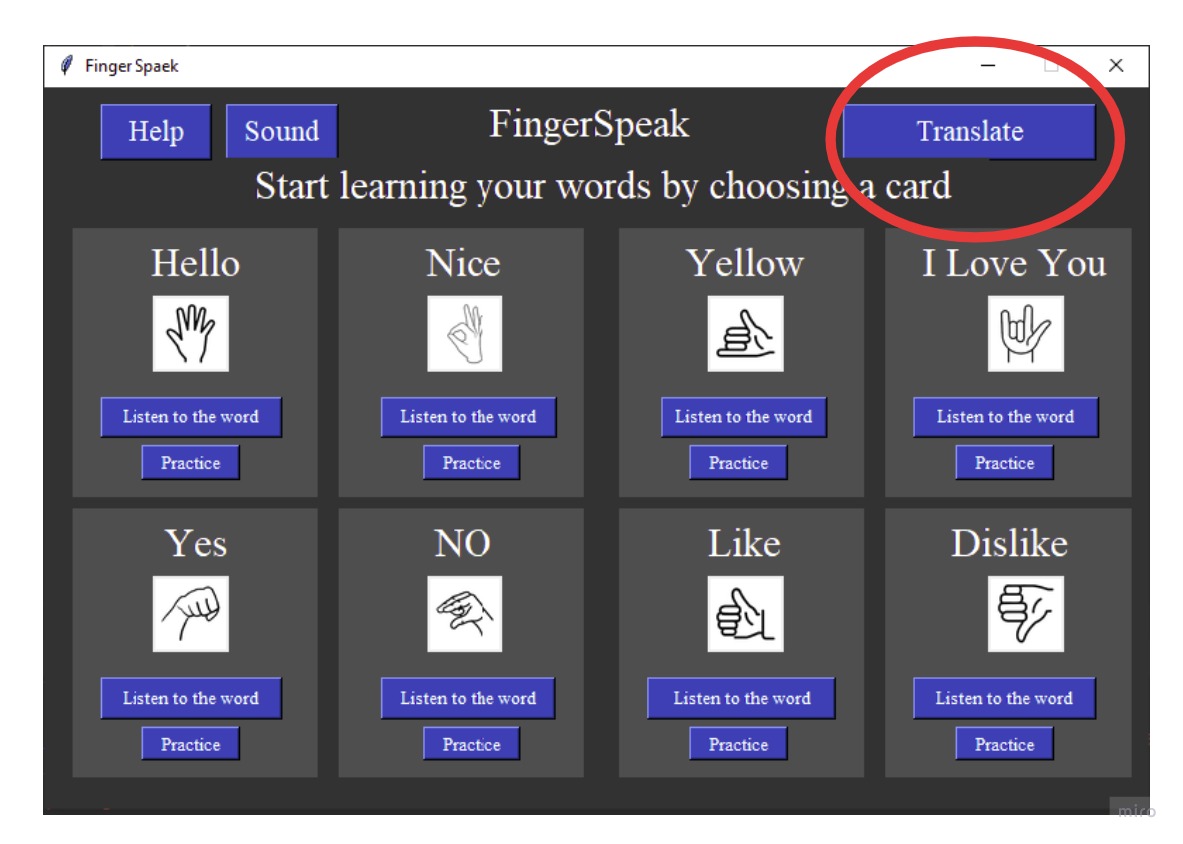 Finger Spaek
Help Sound FingerSpeak Translate
Start learning your words by choosing a card
Hello Nice Yellow I Love You
Listen to the word Listen to the word Listen to the word Listen to the word
Practice Practice Practice Practice
Yes NO Like Dislike
Listen to the word Listen to the word Listen to the word Listen to the word
Practice Practice Practice Practice
miro